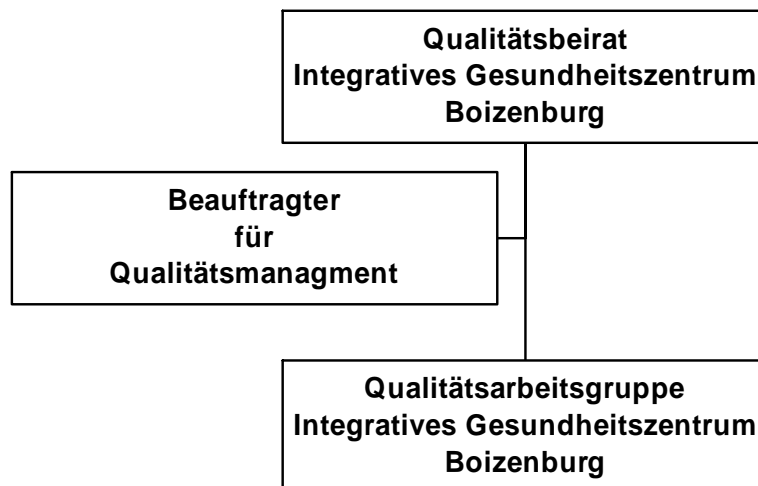 Qualitätsbeirat
Integratives Gesundheitszentrum
Boizenburg
Beauftragter
für
Qualitätsmanagment
Qualitätsarbeitsgruppe
Integratives Gesundheitszentrum
Boizenburg